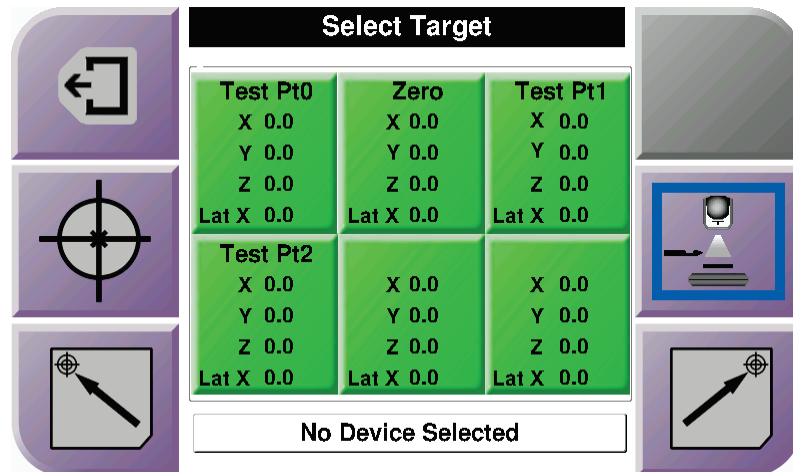 Select Target
Test Pt0 Zero Test Pt1
X 0.0 X 0.0 X 0.0
Y 0.0 Y 0.0 Y 0.0
Z 0.0 Z 0.0 Z 0.0
Lat X 0.0 Lat X 0.0 Lat X 0.0
Test Pt2
X 0.0 X 0.0 X 0.0
Y 0.0 Y 0.0 Y 0.0
Z 0.0 Z 0.0 Z 0.0
Lat X 0.0 Lat X 0.0 Lat X 0.0
No Device Selected